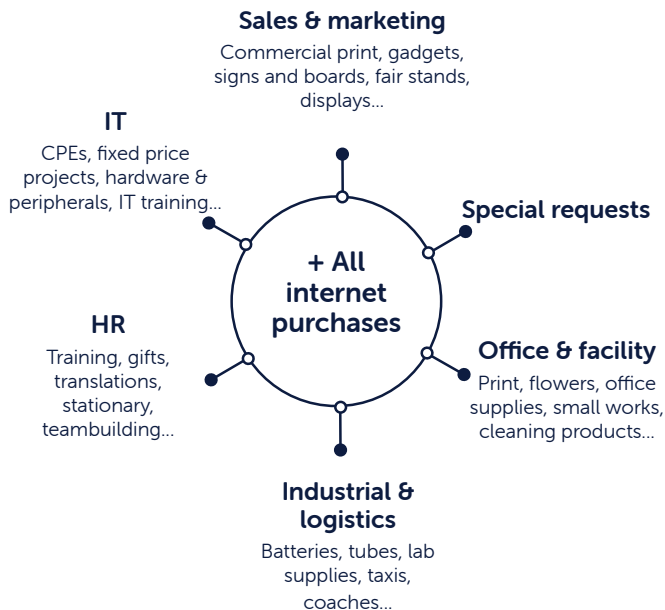 Sales & marketing
Commercial print, gadgets,
signs and boards, fair stands,
displays...
IT
CPEs, fixed price
projects, hardware &
peripherals, IT training...
Special requests
+ All
internet
purchases
HR
Training, gifts,
translations,
stationary,
teambuilding...
Office & facility
Print, flowers, office
supplies, small works,
cleaning products...
Industrial &
logistics
Batteries, tubes, lab
supplies, taxis,
coaches...